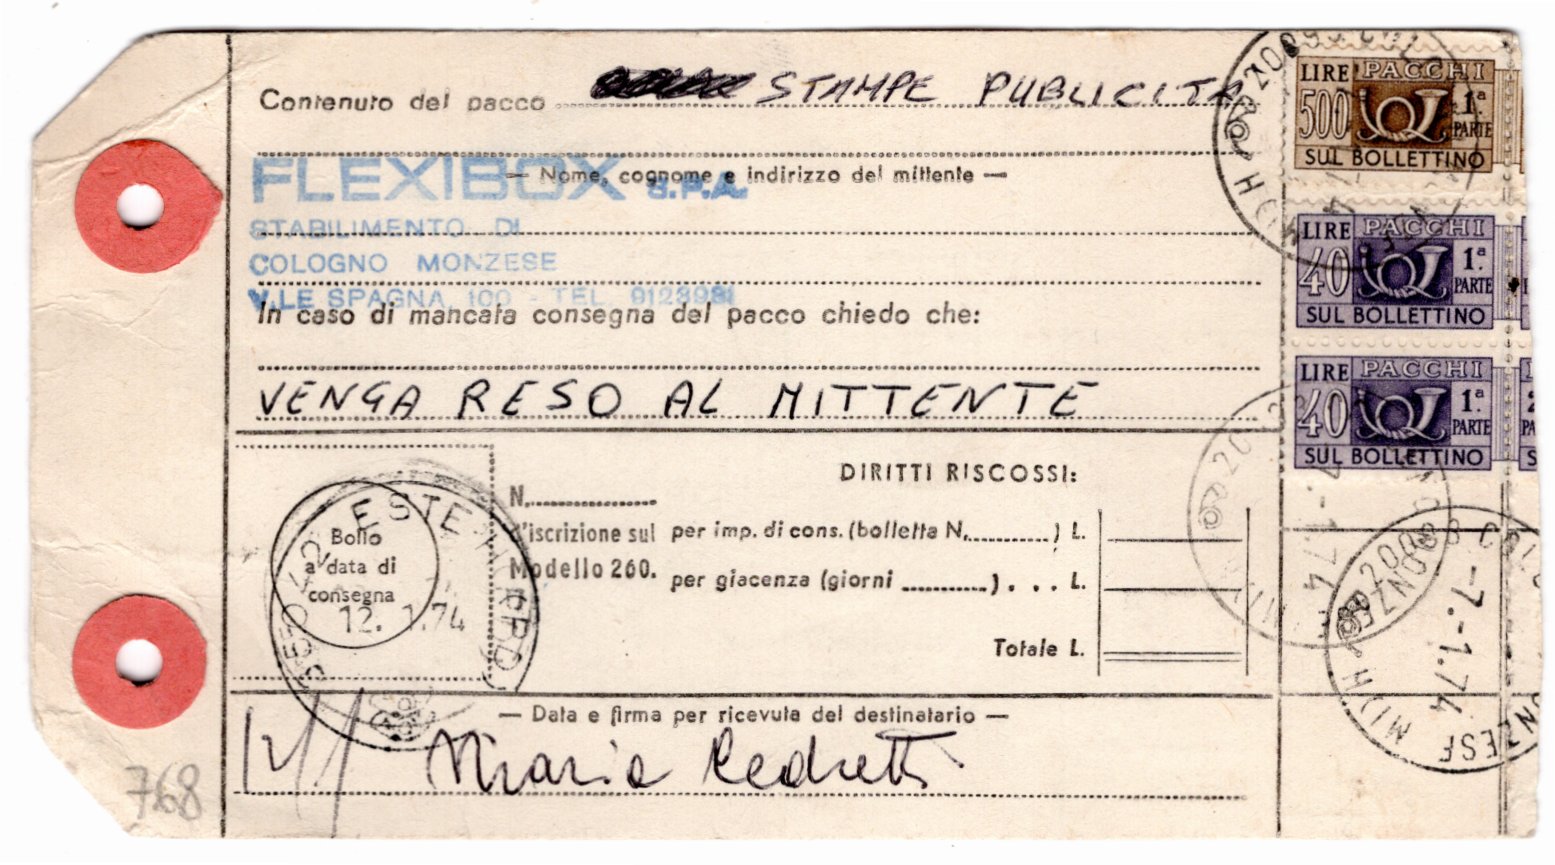 Contenuto del pacco STAMPE PUBLICITA
FLEXIBOX S.P.A.
— Nome, cognome e indirizzo del mittente —
STABILIMENTO DI
COLOGNO MONZESE
V.LE SPAGNA, 100 - TEL. 9128981
In caso di mancata consegna del pacco chiedo che:
VENGA RESO AL MITTENTE
LIRE PACCHI
500 1ª PARTE
SUL BOLLETTINO
LIRE PACCHI
40 1ª PARTE
SUL BOLLETTINO
LIRE PACCHI
40 1ª PARTE
SUL BOLLETTINO
DIRITTI RISCOSSI:
N.
d'iscrizione sul
Modello 260.
per imp. di cons. (bolletta N. ) L.
per giacenza (giorni ) . . . L.
Totale L.
Bollo
a data di
consegna
12. 1.74
-7.-1.74
— Data e firma per ricevuta del destinatario —
Maria Pedretti
768